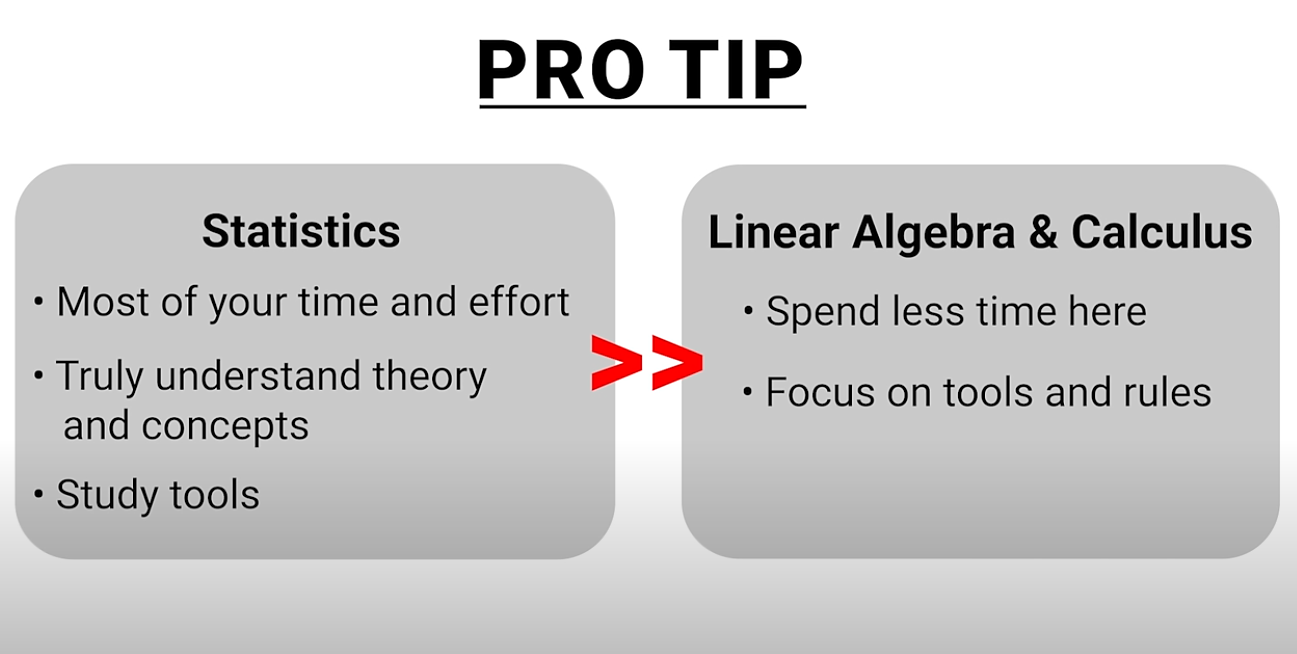 PRO TIP
Statistics
• Most of your time and effort
• Truly understand theory
and concepts
• Study tools
>>
Linear Algebra & Calculus
• Spend less time here
• Focus on tools and rules